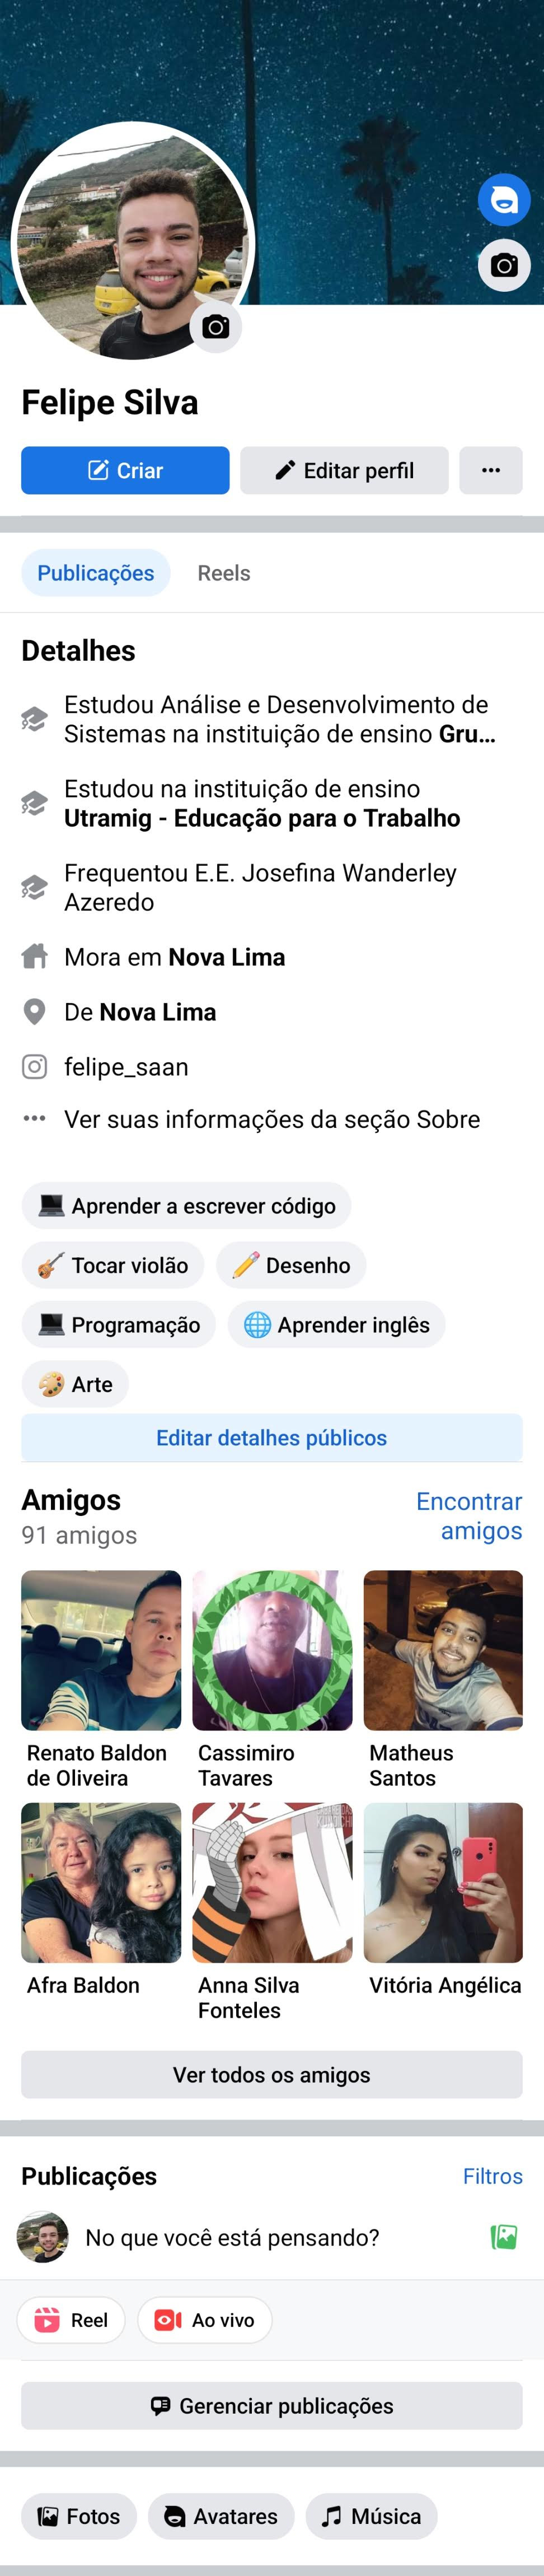 Felipe Silva
Criar
Editar perfil
Publicações
Reels
Detalhes
Estudou Análise e Desenvolvimento de
Sistemas na instituição de ensino Gru...
Estudou na instituição de ensino
Utramig - Educação para o Trabalho
Frequentou E.E. Josefina Wanderley
Azeredo
Mora em Nova Lima
De Nova Lima
felipe_saan
Ver suas informações da seção Sobre
Aprender a escrever código
Tocar violão
Desenho
Programação
Aprender inglês
Arte
Editar detalhes públicos
Amigos
91 amigos
Encontrar
amigos
Renato Baldon
de Oliveira
Cassimiro
Tavares
Matheus
Santos
Afra Baldon
Anna Silva
Fonteles
Vitória Angélica
Ver todos os amigos
Publicações
Filtros
No que você está pensando?
Reel
Ao vivo
Gerenciar publicações
Fotos
Avatares
Música